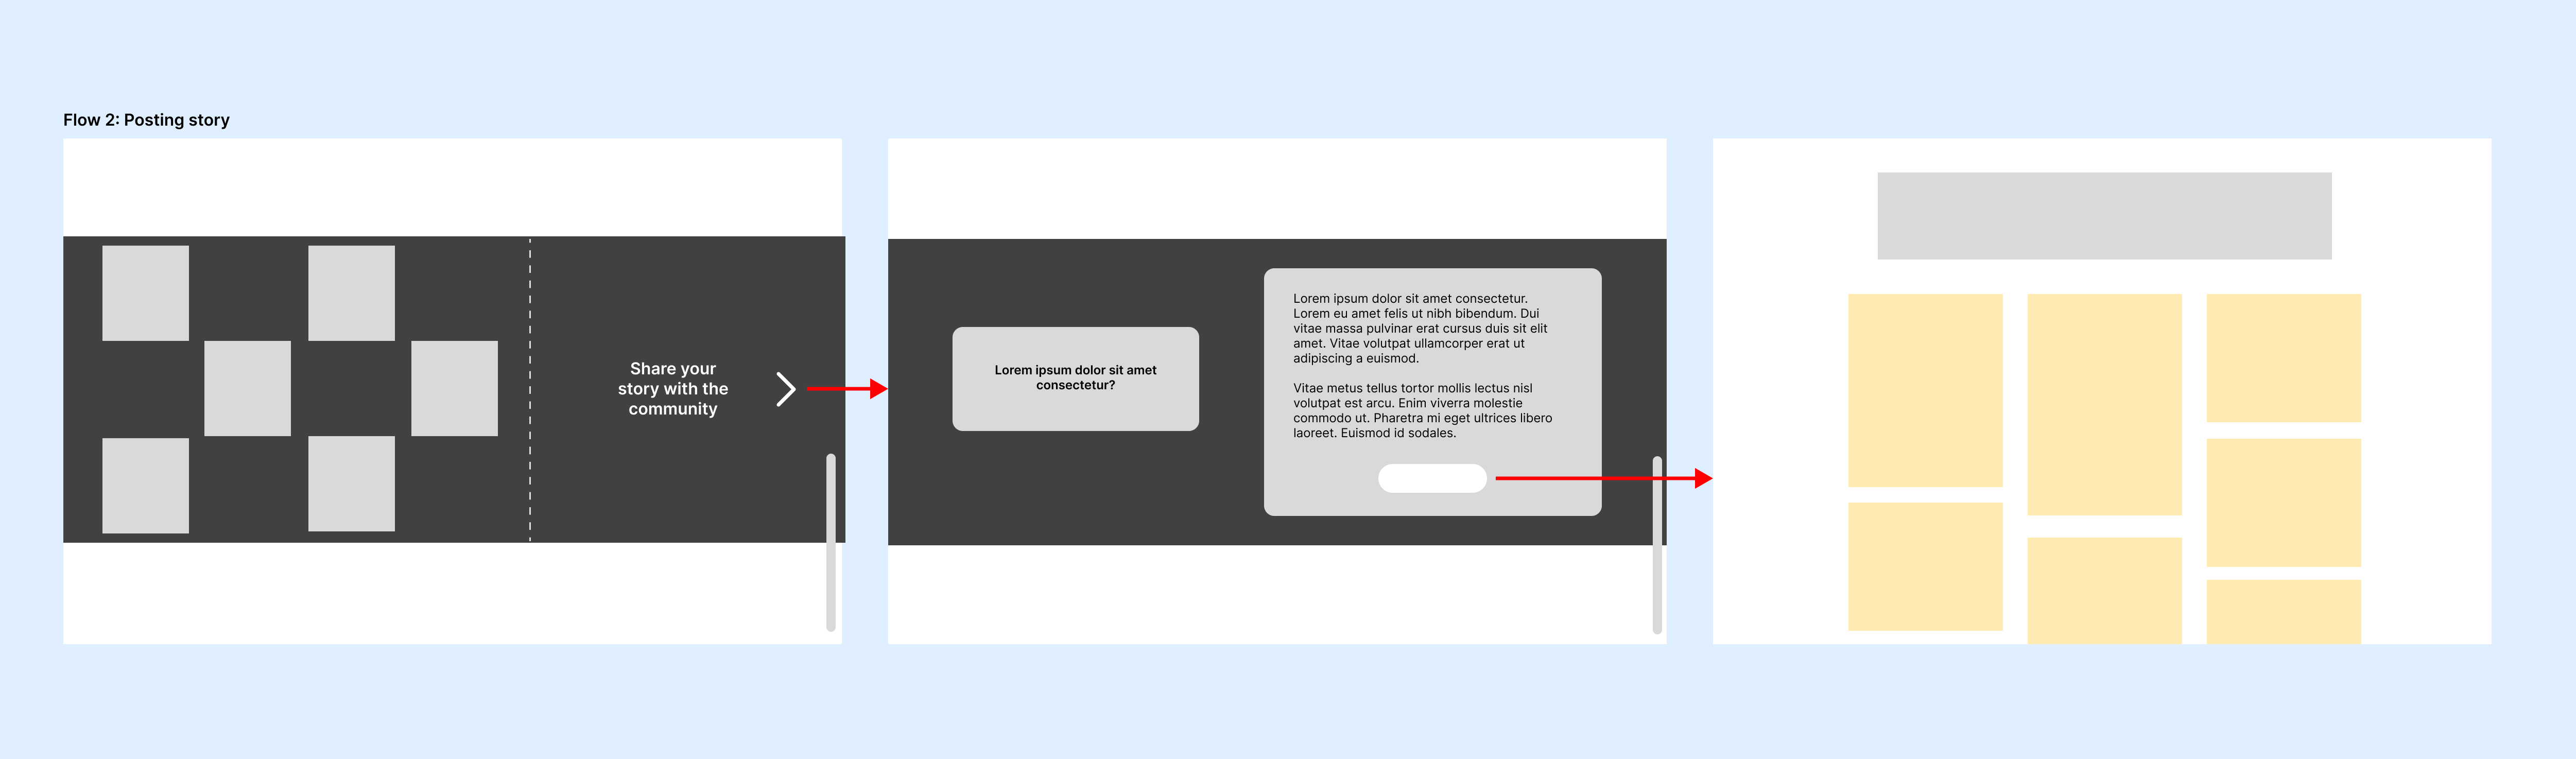 Flow 2: Posting story
Share your
story with the
community
Lorem ipsum dolor sit amet
consectetur?
Lorem ipsum dolor sit amet consectetur.
Lorem eu amet felis ut nibh bibendum. Dui
vitae massa pulvinar erat cursus duis sit elit
amet. Vitae volutpat ullamcorper erat ut
adipiscing a euismod.
Vitae metus tellus tortor mollis lectus nisl
volutpat est arcu. Enim viverra molestie
commodo ut. Pharetra mi eget ultrices libero
laoreet. Euismod id sodales.